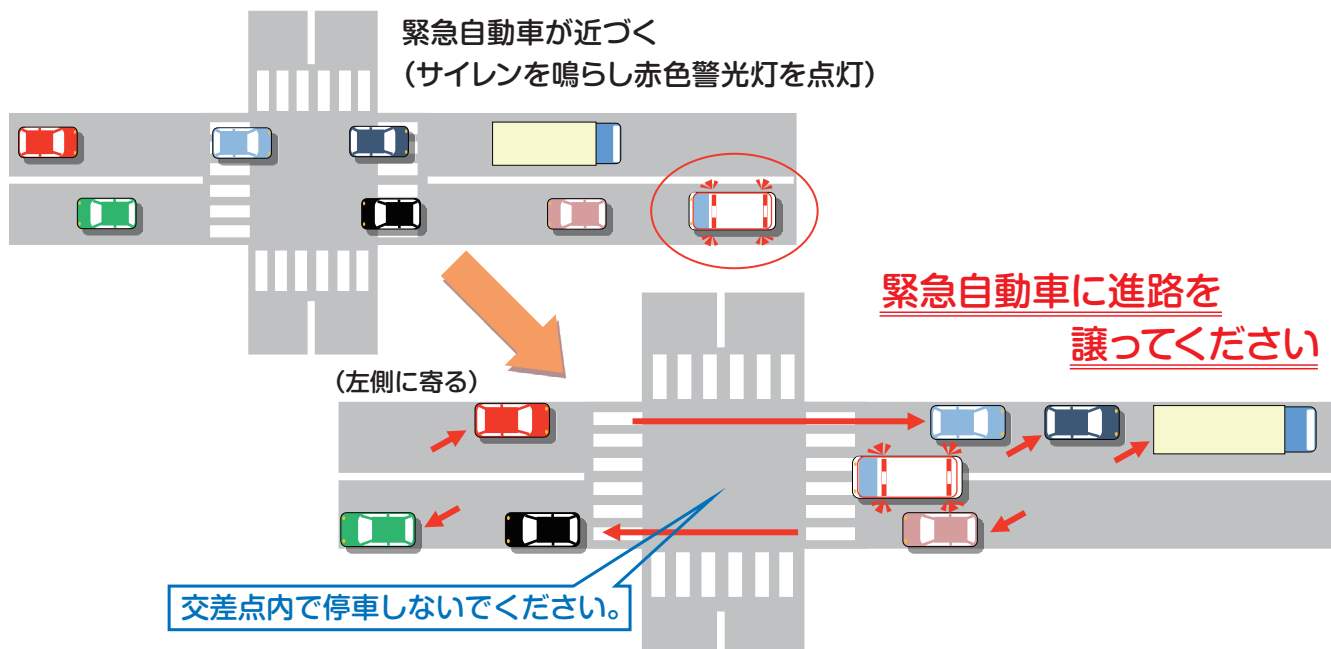 緊急自動車が近づく
（サイレンを鳴らし赤色警光灯を点灯）
緊急自動車に進路を
譲ってください
（左側に寄る）
交差点内で停車しないでください。